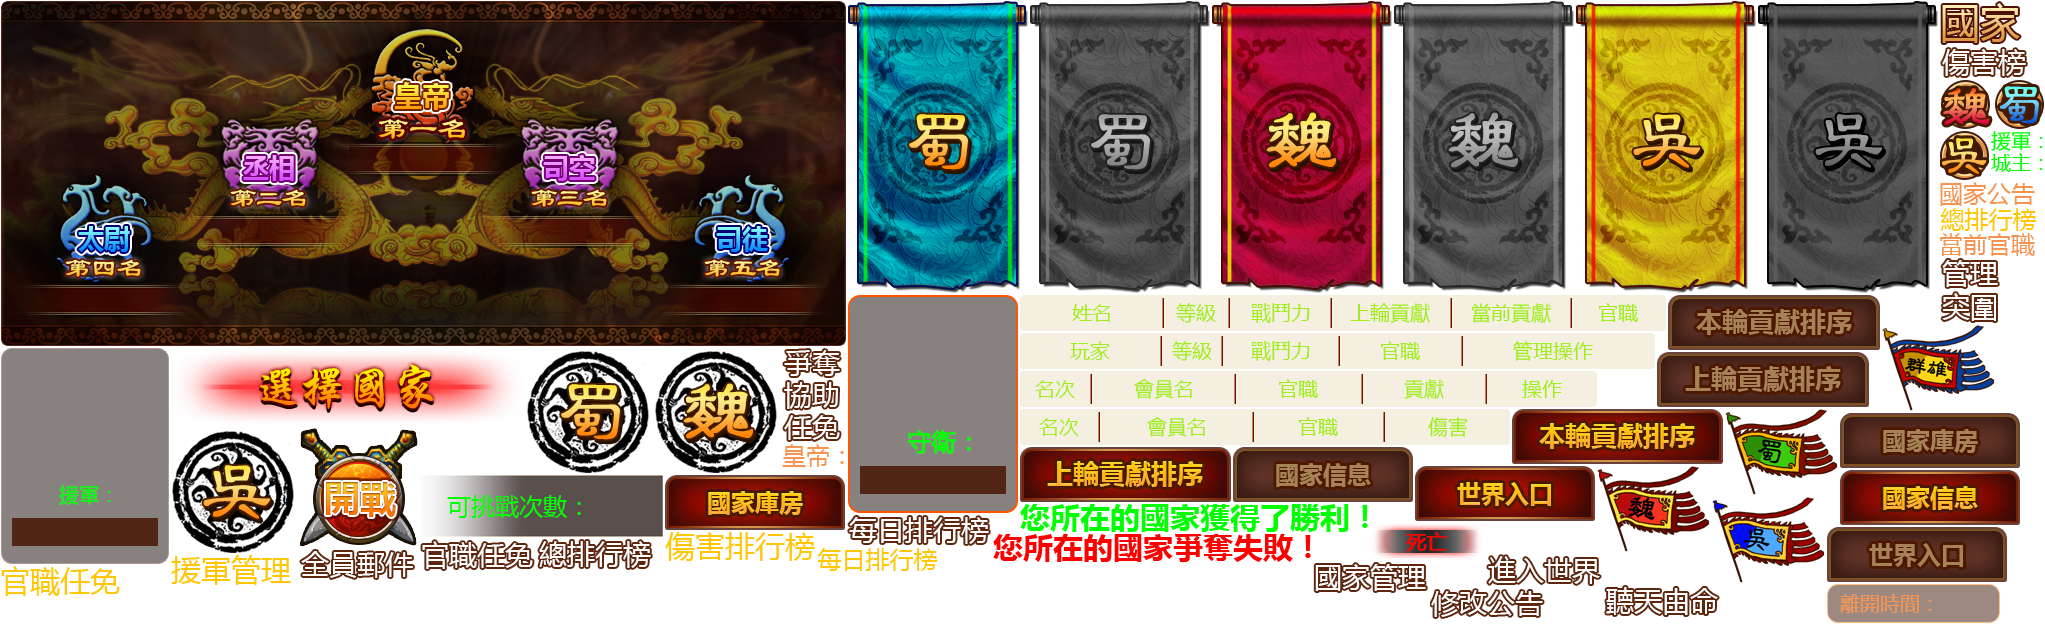 皇帝
第一名
丞相
第二名
司空
第三名
太尉
第四名
司徒
第五名
蜀
蜀
魏
魏
吳
吳
國家
傷害榜
魏 蜀
吳
援軍：
城主：
國家公告
總排行榜
當前官職
管理
突圍
姓名 等級 戰鬥力 上輪貢獻 當前貢獻 官職
玩家 等級 戰鬥力 官職 管理操作
名次 會員名 官職 貢獻 操作
名次 會員名 官職 傷害
本輪貢獻排序
上輪貢獻排序
群雄
選擇國家
蜀
魏
爭奪
協助
任免
皇帝：
守衛：
援軍：
吳
開戰
可挑戰次數：
國家庫房
上輪貢獻排序
國家信息
世界入口
本輪貢獻排序
蜀
魏
吳
國家庫房
國家信息
世界入口
離開時間：
官職任免
援軍管理
全員郵件
官職任免
總排行榜
傷害排行榜
每日排行榜
每日排行榜
您所在的國家獲得了勝利！
您所在的國家爭奪失敗！
死亡
國家管理
進入世界
修改公告
聽天由命